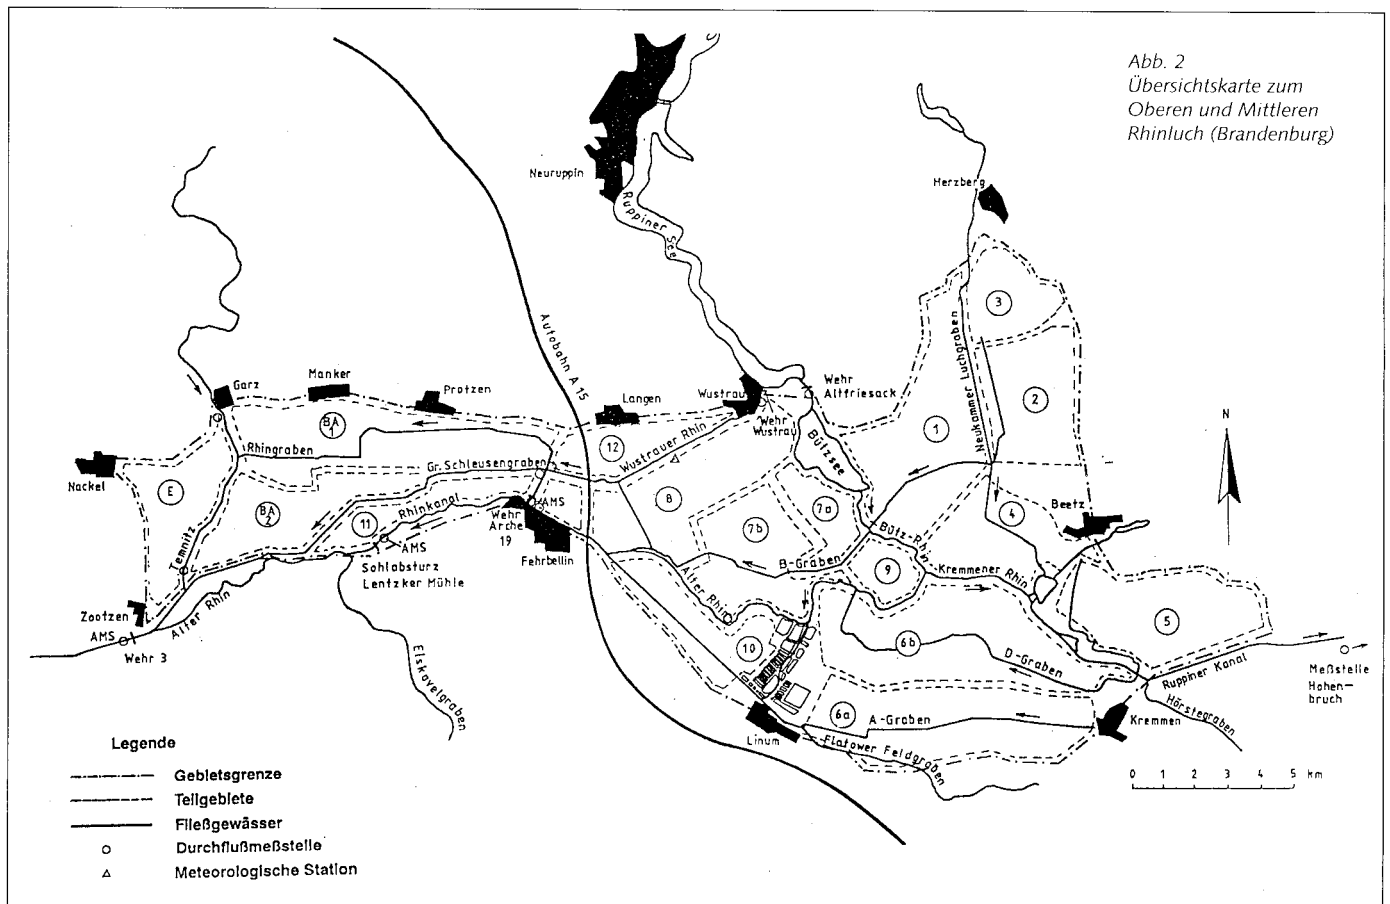 Abb. 2
Übersichtskarte zum
Oberen und Mittleren
Rhinluch (Brandenburg)
Neuruppin
Ruppiner See
Herzberg
3
Neukammer Luchgraben
2
1
N
Autobahn A 15
Garz
Manker
Protzen
Langen
Wustrau
Wehr
Altfriesack
Wehr
Wustrau
BA
1
12
Wustrauer Rhin
Bützsee
Rhingraben
Gr. Schleusengraben
Nackel
E
BA
2
11
Rhinkanal
Wehr
Arche
19
AMS
Fehrbellin
8
7b
7a
4
Beetz
Bütz-Rhin
B-Graben
9
Kremmener Rhin
Temnitz
AMS
Sohlabsturz
Lentzker Mühle
Alter Rhin
Zootzen
AMS
Wehr 3
Alter Rhin
Elskavelgraben
10
6b
D-Graben
5
Ruppiner Kanal
Meßstelle
Hohen-
bruch
Hörstegraben
Kremmen
6a
A-Graben
Linum
Flatower Feldgraben
0 1 2 3 4 5 km
Legende
Gebietsgrenze
Teilgebiete
Fließgewässer
Durchflußmeßstelle
Meteorologische Station